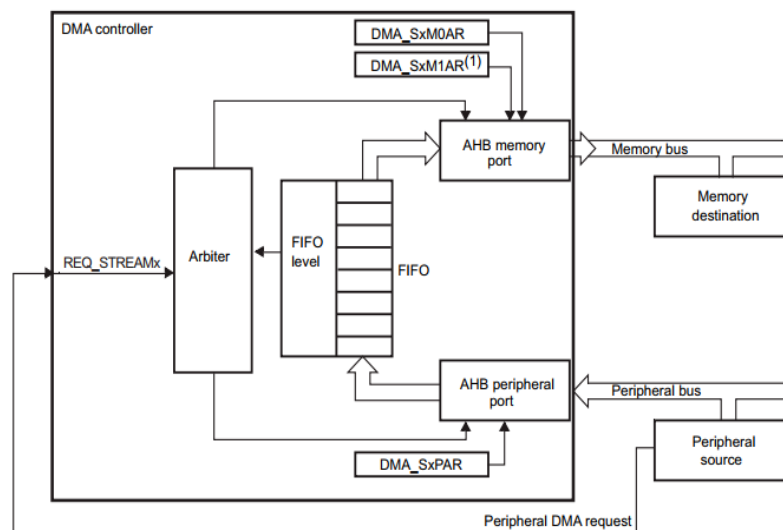 DMA controller
DMA_SxM0AR
DMA_SxM1AR(1)
AHB memory
port
Memory bus
Memory
destination
REQ_STREAMx
Arbiter
FIFO
level
FIFO
AHB peripheral
port
Peripheral bus
Peripheral
source
DMA_SxPAR
Peripheral DMA request